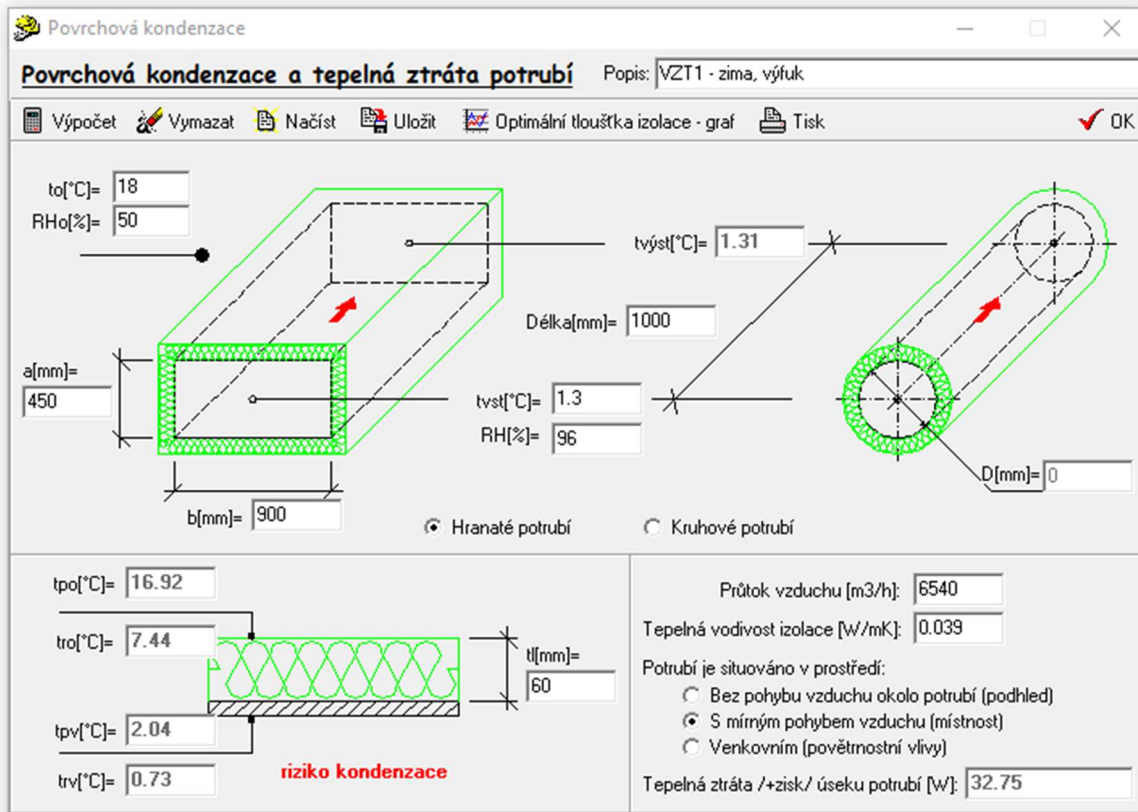 Povrchová kondenzace
Povrchová kondenzace a tepelná ztráta potrubí Popis: VZT1 - zima, výfuk
Výpočet Vymazat Načíst Uložit Optimální tloušťka izolace - graf Tisk OK
to[°C]= 18
RHo[%]= 50
tvýst[°C]= 1.31
Délka[mm]= 1000
a[mm]=
450
tvst[°C]= 1.3
RH[%]= 96
D[mm]= 0
b[mm]= 900
Hranaté potrubí Kruhové potrubí
tpo[°C]= 16.92
tro[°C]= 7.44
tl[mm]=
60
tpv[°C]= 2.04
trv[°C]= 0.73
riziko kondenzace
Průtok vzduchu [m3/h]: 6540
Tepelná vodivost izolace [W/mK]: 0.039
Potrubí je situováno v prostředí:
Bez pohybu vzduchu okolo potrubí (podhled)
S mírným pohybem vzduchu (místnost)
Venkovním (povětrnostní vlivy)
Tepelná ztráta /+zisk/ úseku potrubí [W]: 32.75